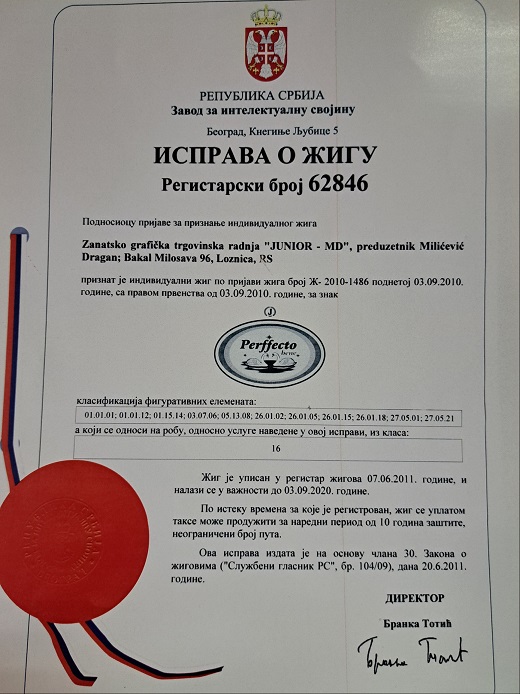 РЕПУБЛИКА СРБИЈА
Завод за интелектуалну својину
Београд, Кнегиње Љубице 5
ИСПРАВА О ЖИГУ
Регистарски број 62846
Подносиоцу пријаве за признање индивидуалног жига
Zanatsko grafička trgovinska radnja "JUNIOR - MD", preduzetnik Milićević
Dragan; Bakal Milosava 96, Loznica, RS
признат је индивидуални жиг по пријави жига број Ж- 2010-1486 поднетој 03.09.2010.
године, са правом првенства од 03.09.2010. године, за знак
J
Perffecto
home
класификација фигуративних елемената:
01.01.01; 01.01.12; 01.15.14; 03.07.06; 05.13.08; 26.01.02; 26.01.05; 26.01.15; 26.01.18; 27.05.01; 27.05.21
а који се односи на робу, односно услуге наведене у овој исправи, из класа:
16
Жиг је уписан у регистар жигова 07.06.2011. године, и
налази се у важности до 03.09.2020. године.
По истеку времена за које је регистрован, жиг се уплатом
таксе може продужити за наредни период од 10 година заштите,
неограничени број пута.
Ова исправа издата је на основу члана 30. Закона о
жиговима ("Службени гласник РС", бр. 104/09), дана 20.6.2011.
године.
ДИРЕКТОР
Бранка Тотић